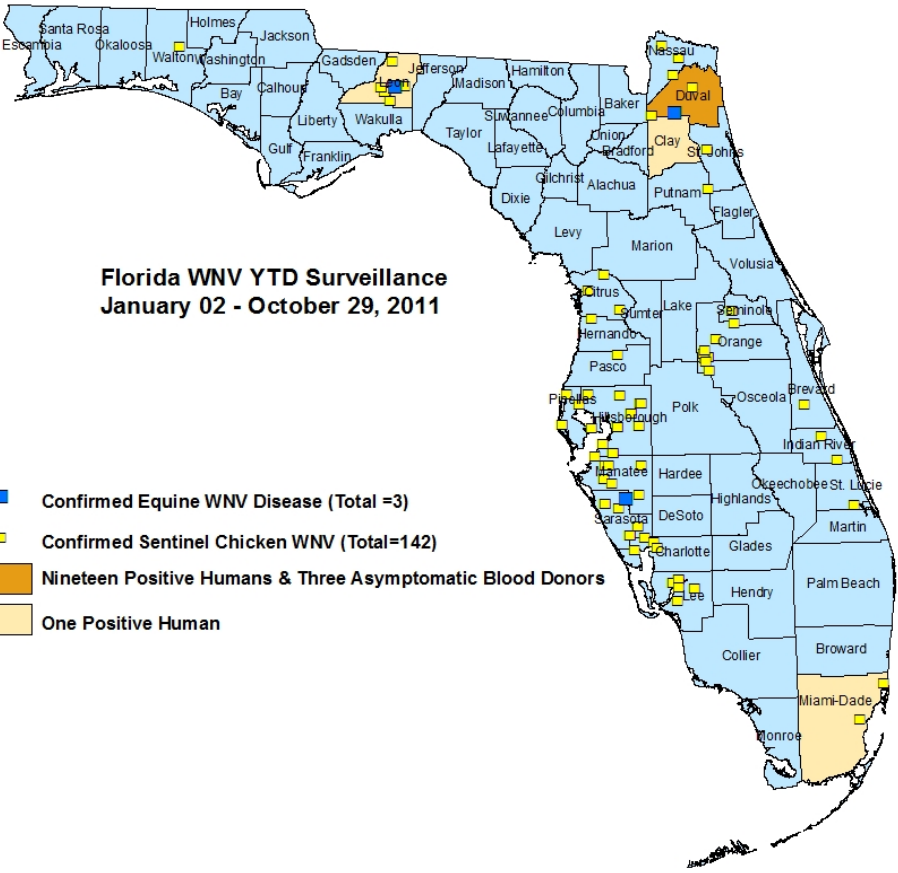 Holmes
Santa Rosa
Jackson
Escambia
Okaloosa
Walton
Washington
Gadsden
Jefferson
Hamilton
Nassau
Leon
Madison
Calhoun
Bay
Duval
Baker
Columbia
Suwannee
Liberty
Wakulla
Taylor
Union
Clay
Lafayette
Bradford
St Johns
Gulf
Franklin
Gilchrist
Alachua
Putnam
Dixie
Flagler
Levy
Marion
Volusia
Florida WNV YTD Surveillance
January 02 - October 29, 2011
Citrus
Lake
Sumter
Seminole
Hernando
Orange
Pasco
Brevard
Osceola
Pinellas
Polk
Hillsborough
Indian River
Manatee
Hardee
Okeechobee
St. Lucie
Highlands
Confirmed Equine WNV Disease (Total =3)
Sarasota
DeSoto
Martin
Confirmed Sentinel Chicken WNV (Total=142)
Charlotte
Glades
Nineteen Positive Humans & Three Asymptomatic Blood Donors
Palm Beach
Lee
Hendry
One Positive Human
Broward
Collier
Miami-Dade
Monroe